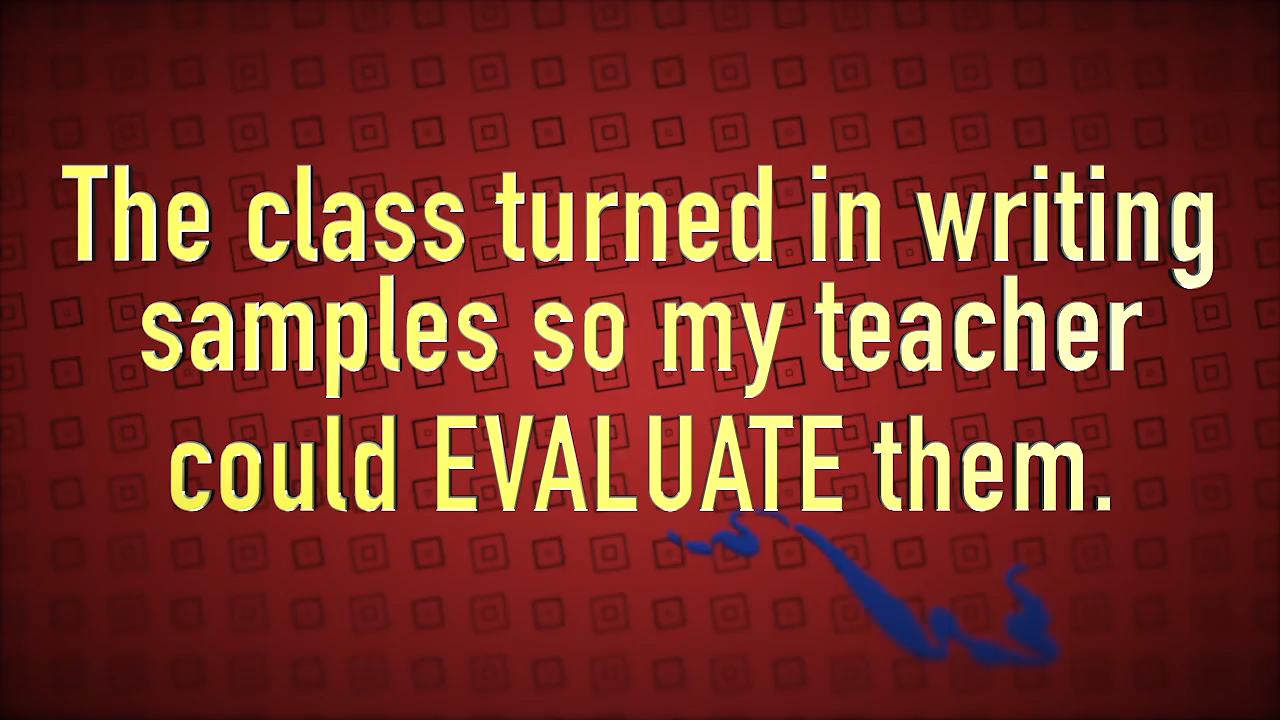 The class turned in writing
samples so my teacher
could EVALUATE them.